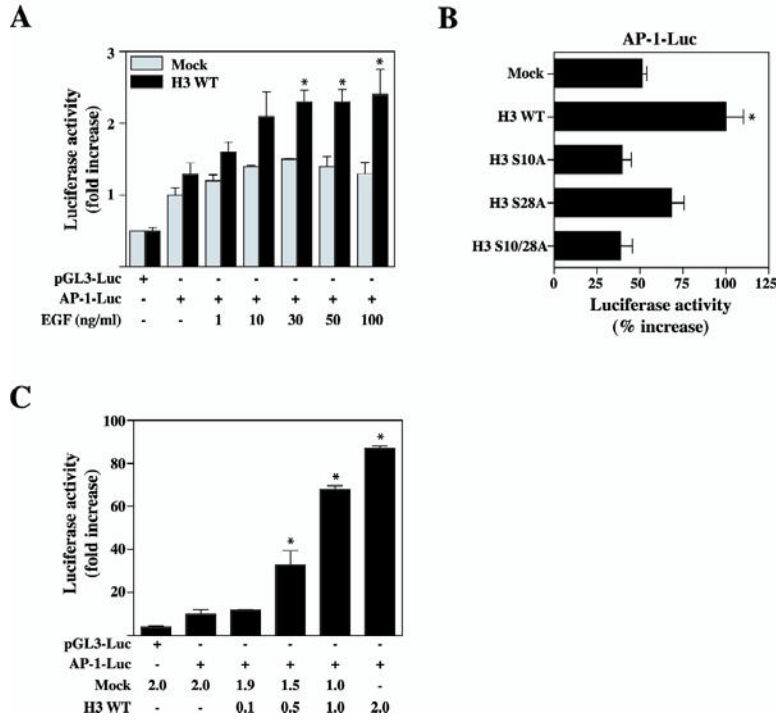 A
3
2
1
Luciferase activity
(fold increase)
Mock
H3 WT
* * *
pGL3-Luc + - - - - - -
AP-1-Luc - + + + + + +
EGF (ng/ml) - - 1 10 30 50 100
B
AP-1-Luc
Mock
H3 WT *
H3 S10A
H3 S28A
H3 S10/28A
0 25 50 75 100 125
Luciferase activity
(% increase)
C
100
80
60
40
20
Luciferase activity
(fold increase)
* * *
pGL3-Luc + - - - - -
AP-1-Luc - + + + + +
Mock 2.0 2.0 1.9 1.5 1.0 -
H3 WT - - 0.1 0.5 1.0 2.0